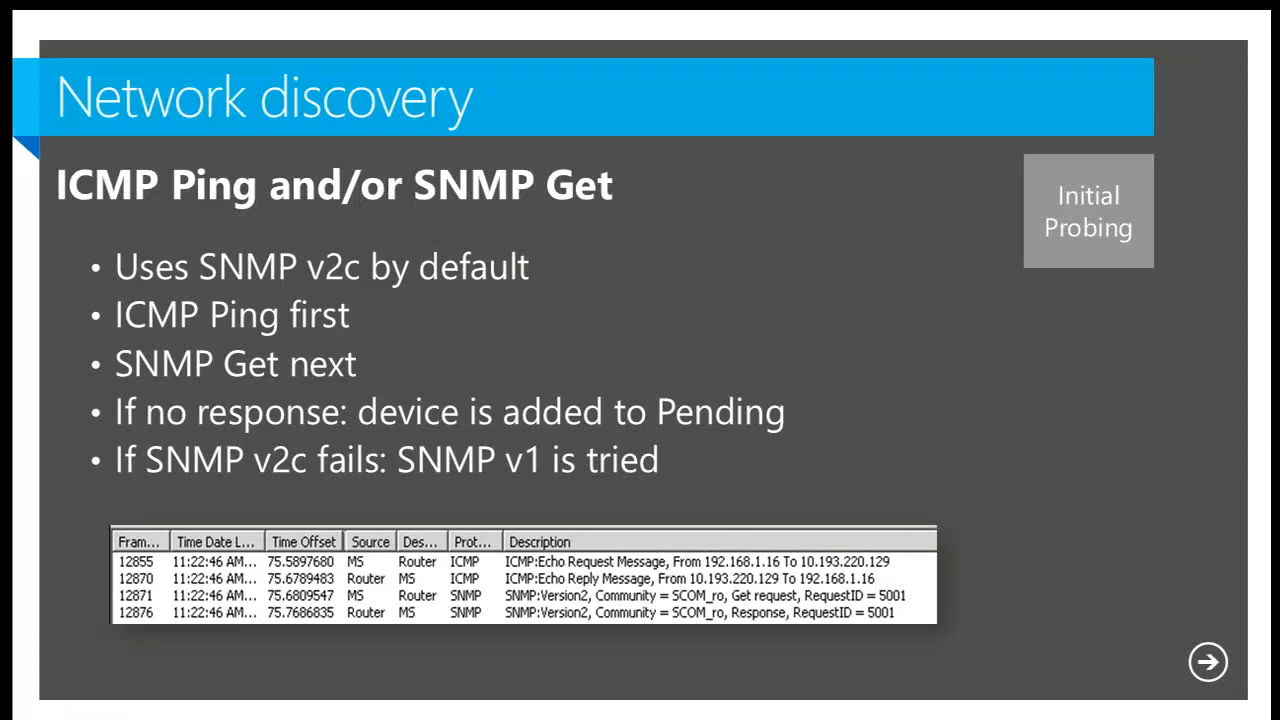 Network discovery
ICMP Ping and/or SNMP Get
Initial
Probing
• Uses SNMP v2c by default
• ICMP Ping first
• SNMP Get next
• If no response: device is added to Pending
• If SNMP v2c fails: SNMP v1 is tried
Fram... Time Date L... Time Offset Source Des... Prot... Description
12855 11:22:46 AM... 75.5897680 MS Router ICMP ICMP:Echo Request Message, From 192.168.1.16 To 10.193.220.129
12870 11:22:46 AM... 75.6789483 Router MS ICMP ICMP:Echo Reply Message, From 10.193.220.129 To 192.168.1.16
12871 11:22:46 AM... 75.6809547 MS Router SNMP SNMP:Version2, Community = SCOM_ro, Get request, RequestID = 5001
12876 11:22:46 AM... 75.7686835 Router MS SNMP SNMP:Version2, Community = SCOM_ro, Response, RequestID = 5001